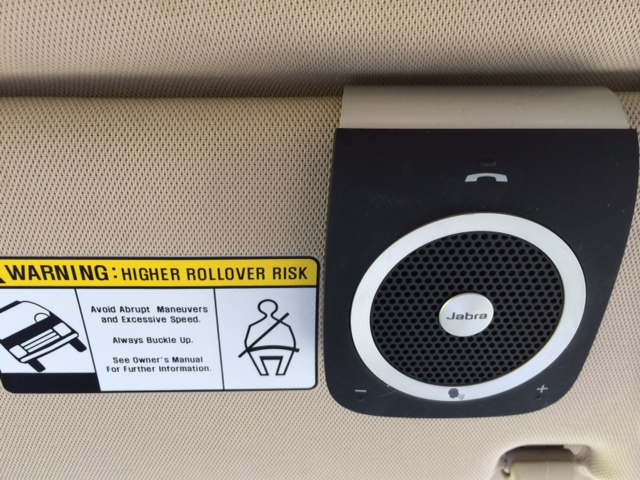 WARNING: HIGHER ROLLOVER RISK
Avoid Abrupt Maneuvers
and Excessive Speed.
Always Buckle Up.
See Owner's Manual
For Further Information.
Jabra
- +